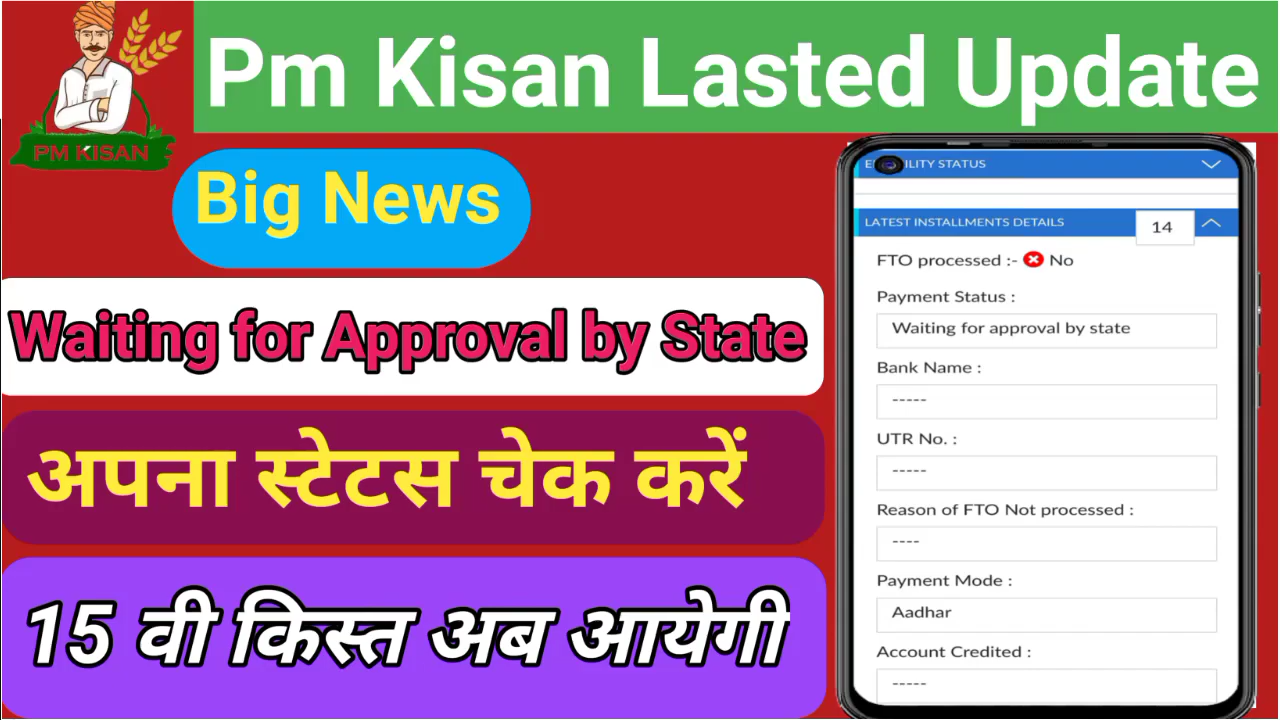 Pm Kisan Lasted Update
PM KISAN
Big News
Waiting for Approval by State
अपना स्टेटस चेक करें
15 वी किस्त अब आयेगी
ILITY STATUS
LATEST INSTALLMENTS DETAILS
14
FTO processed :- No
Payment Status :
Waiting for approval by state
Bank Name :
-----
UTR No. :
-----
Reason of FTO Not processed :
----
Payment Mode :
Aadhar
Account Credited :
-----